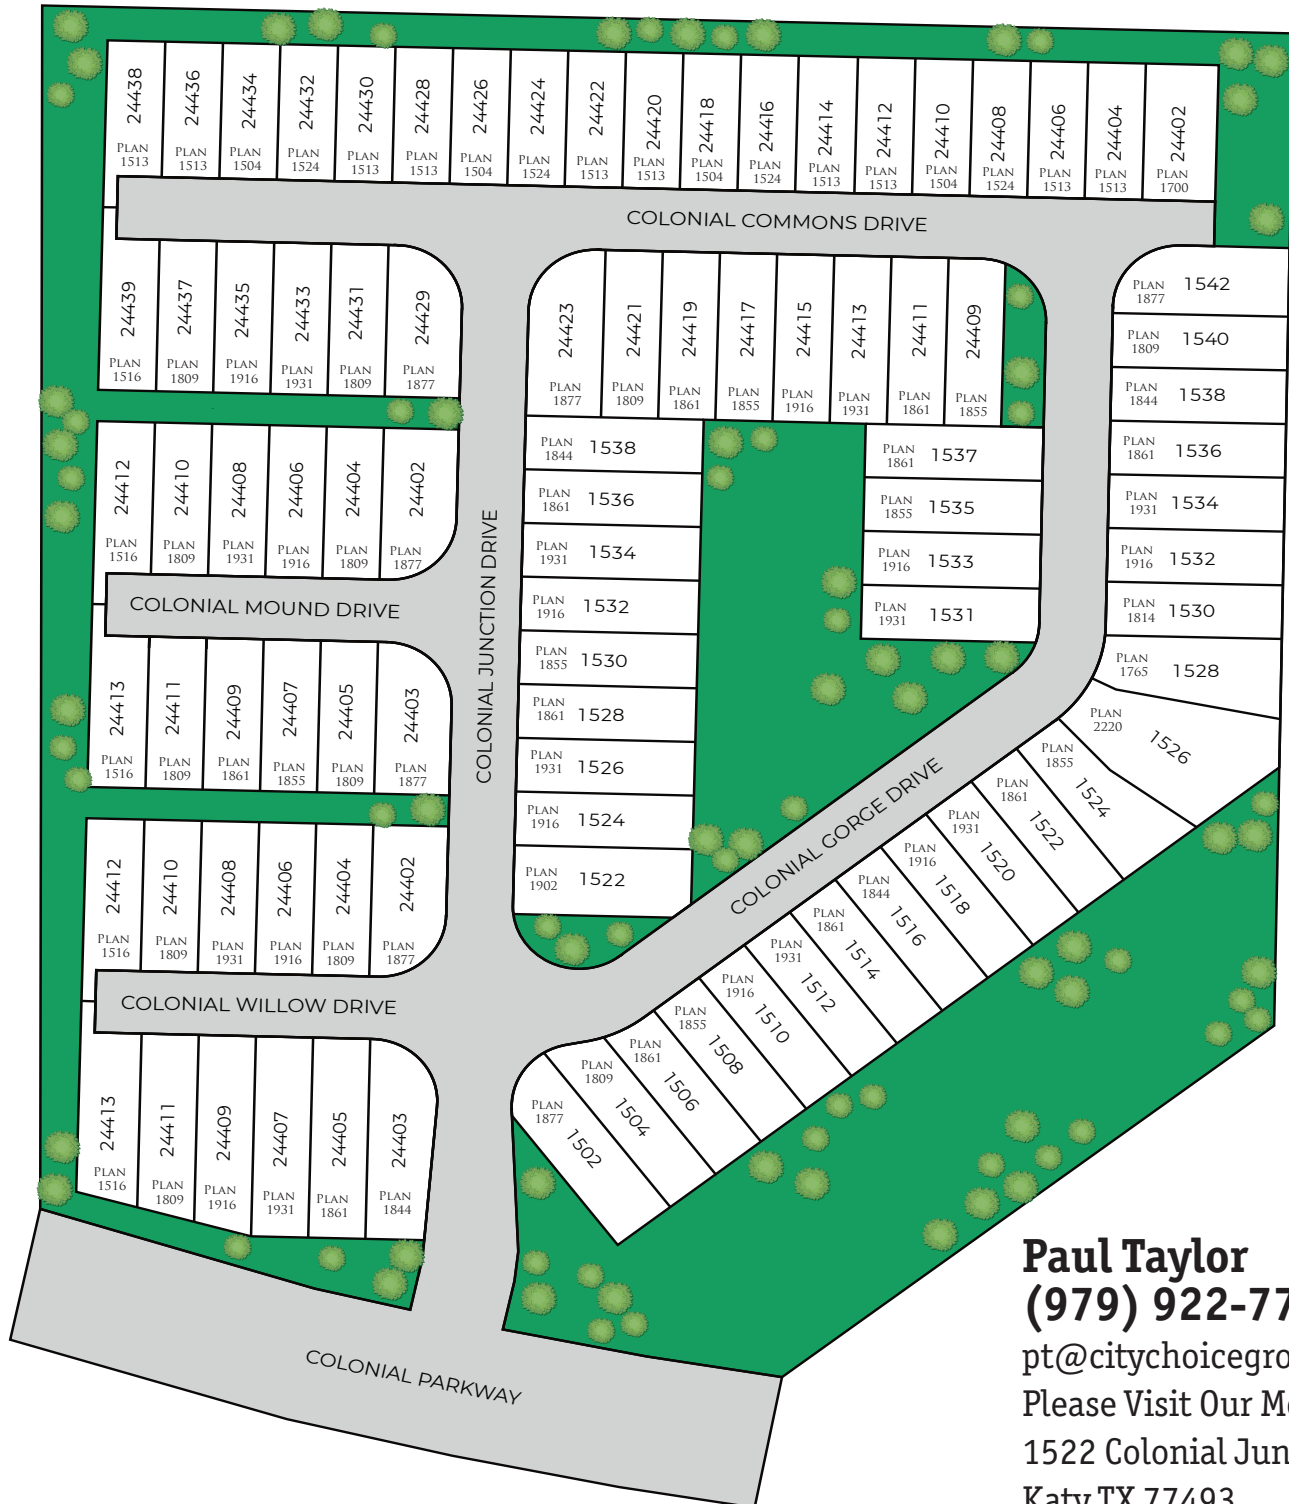 24438
PLAN
1513
24436
PLAN
1513
24434
PLAN
1504
24432
PLAN
1524
24430
PLAN
1513
24428
PLAN
1513
24426
PLAN
1504
24424
PLAN
1524
24422
PLAN
1513
24420
PLAN
1513
24418
PLAN
1504
24416
PLAN
1524
24414
PLAN
1513
24412
PLAN
1513
24410
PLAN
1504
24408
PLAN
1524
24406
PLAN
1513
24404
PLAN
1513
24402
PLAN
1700
COLONIAL COMMONS DRIVE
24439
PLAN
1516
24437
PLAN
1809
24435
PLAN
1916
24433
PLAN
1931
24431
PLAN
1809
24429
PLAN
1877
24423
PLAN
1877
24421
PLAN
1809
24419
PLAN
1861
24417
PLAN
1855
24415
PLAN
1916
24413
PLAN
1931
24411
PLAN
1861
24409
PLAN
1855
PLAN
1877
1542
PLAN
1809
1540
PLAN
1844
1538
PLAN
1861
1536
PLAN
1931
1534
PLAN
1916
1532
PLAN
1814
1530
PLAN
1765
1528
PLAN
2220
1526
24412
PLAN
1516
24410
PLAN
1809
24408
PLAN
1931
24406
PLAN
1916
24404
PLAN
1809
24402
PLAN
1877
COLONIAL MOUND DRIVE
COLONIAL JUNCTION DRIVE
PLAN
1844
1538
PLAN
1861
1536
PLAN
1931
1534
PLAN
1916
1532
PLAN
1855
1530
PLAN
1861
1528
PLAN
1931
1526
PLAN
1916
1524
PLAN
1902
1522
PLAN
1861
1537
PLAN
1855
1535
PLAN
1916
1533
PLAN
1931
1531
24413
PLAN
1516
24411
PLAN
1809
24409
PLAN
1861
24407
PLAN
1855
24405
PLAN
1809
24403
PLAN
1877
COLONIAL GORGE DRIVE
PLAN
1855
1524
PLAN
1861
1522
PLAN
1931
1520
PLAN
1916
1518
PLAN
1844
1516
PLAN
1861
1514
PLAN
1931
1512
PLAN
1916
1510
PLAN
1855
1508
PLAN
1861
1506
PLAN
1809
1504
PLAN
1877
1502
24412
PLAN
1516
24410
PLAN
1809
24408
PLAN
1931
24406
PLAN
1916
24404
PLAN
1809
24402
PLAN
1877
COLONIAL WILLOW DRIVE
24413
PLAN
1516
24411
PLAN
1809
24409
PLAN
1916
24407
PLAN
1931
24405
PLAN
1861
24403
PLAN
1844
COLONIAL PARKWAY
Paul Taylor
(979) 922-77
pt@citychoicegro
Please Visit Our M
1522 Colonial Jun
Katy TX 77493